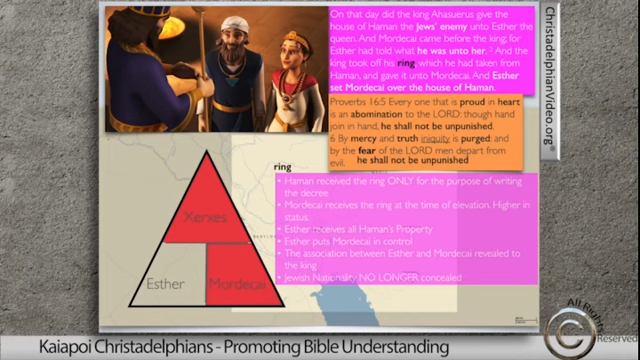 On that day did the king Ahasuerus give the
house of Haman the Jews' enemy unto Esther the
queen. And Mordecai came before the king; for
Esther had told what he was unto her. 2 And the
king took off his ring, which he had taken from
Haman, and gave it unto Mordecai. And Esther
set Mordecai over the house of Haman.
Proverbs 16:5 Every one that is proud in heart
is an abomination to the LORD: though hand
join in hand, he shall not be unpunished.
6 By mercy and truth iniquity is purged: and
by the fear of the LORD men depart from
evil. he shall not be unpunished
ring
• Haman received the ring ONLY for the purpose of writing
the decree
• Mordecai receives the ring at the time of elevation. Higher in
status
• Esther receives all Haman's Property
• Esther puts Mordecai in control
• The association between Esther and Mordecai revealed to
the king
• Jewish Nationality NO LONGER concealed
Xerxes
Esther
Mordecai
ChristadelphianVideo.org®
All Rights
C
Reserved
Kaiapoi Christadelphians - Promoting Bible Understanding